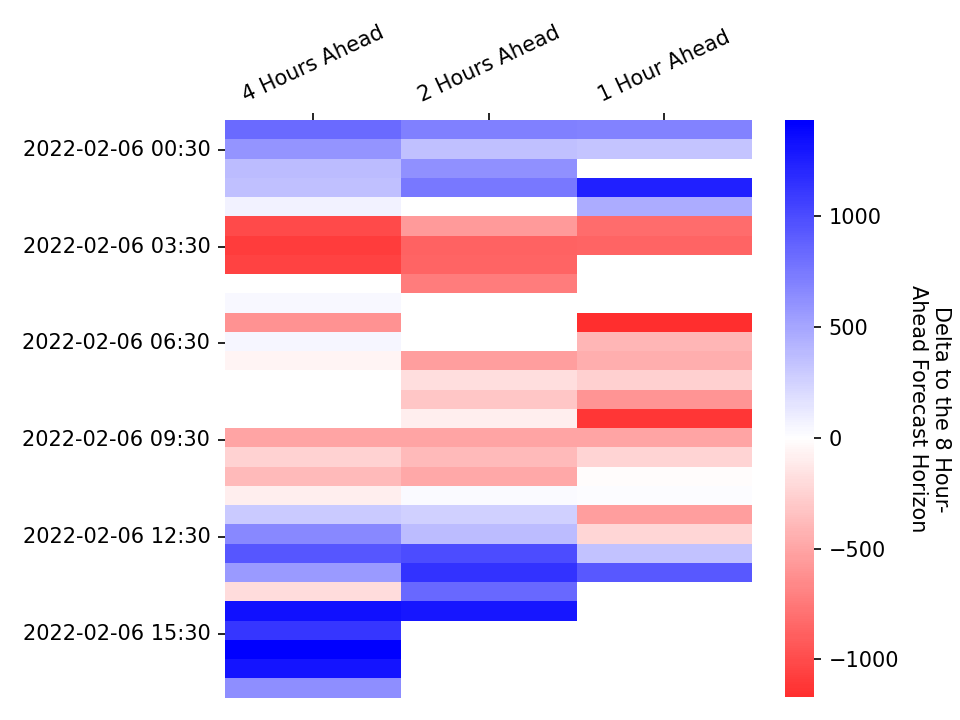 4 Hours Ahead
2 Hours Ahead
1 Hour Ahead
2022-02-06 00:30
2022-02-06 03:30
2022-02-06 06:30
2022-02-06 09:30
2022-02-06 12:30
2022-02-06 15:30
1000
500
0
−500
−1000
Delta to the 8 Hour-
Ahead Forecast Horizon